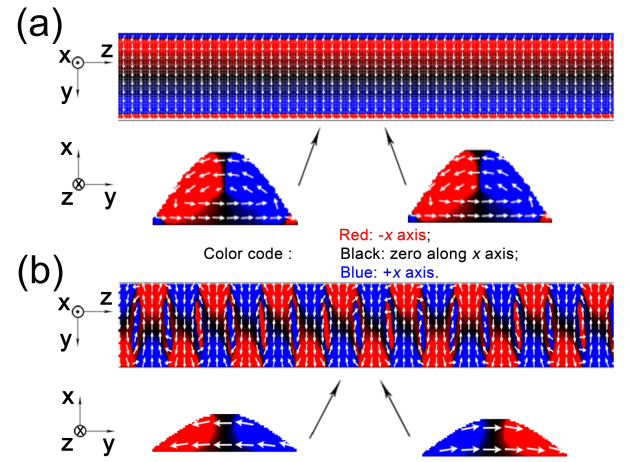 (a)
x
z
y
x
z
y
Red: -x axis;
Color code :
Black: zero along x axis;
Blue: +x axis.
(b)
x
z
y
x
z
y